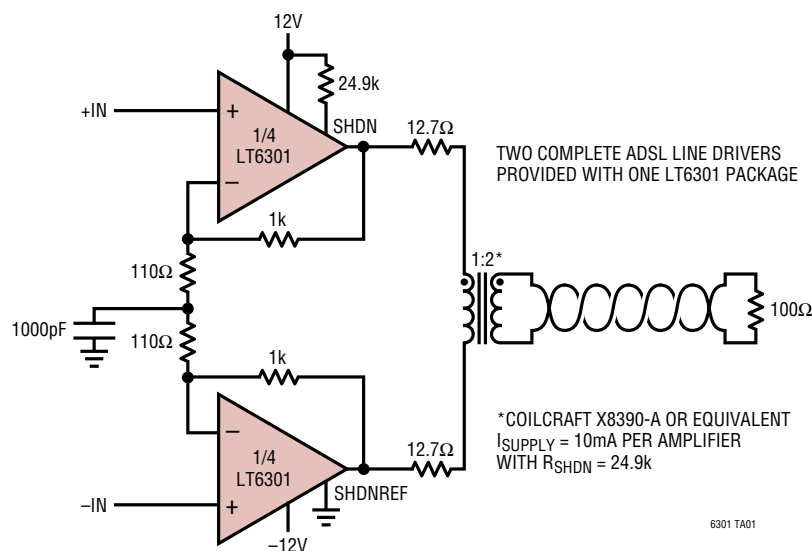 12V
24.9k
+IN
+
SHDN
12.7Ω
1/4
LT6301
–
TWO COMPLETE ADSL LINE DRIVERS
PROVIDED WITH ONE LT6301 PACKAGE
1k
110Ω
1:2*
1000pF
110Ω
100Ω
1k
–
*COILCRAFT X8390-A OR EQUIVALENT
ISUPPLY = 10mA PER AMPLIFIER
WITH RSHDN = 24.9k
12.7Ω
1/4
LT6301
SHDNREF
–IN
+
–12V
6301 TA01